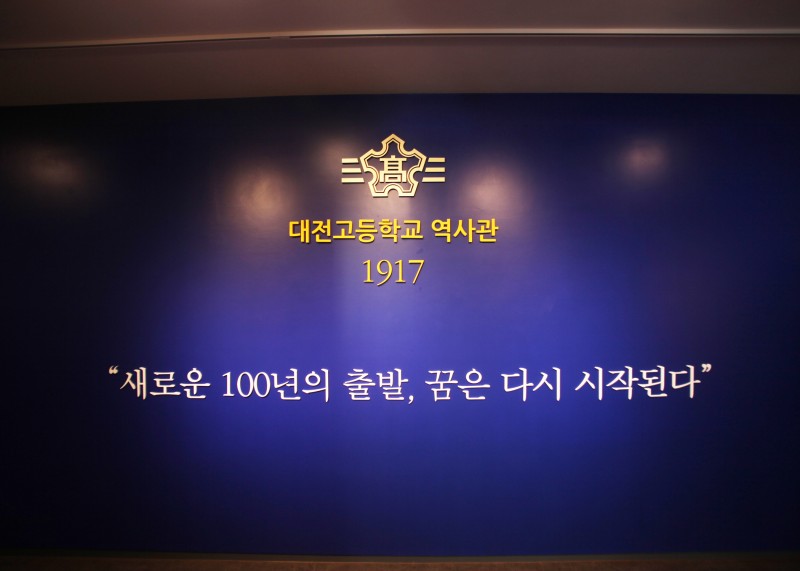 高
대전고등학교 역사관
1917
“새로운 100년의 출발, 꿈은 다시 시작된다”